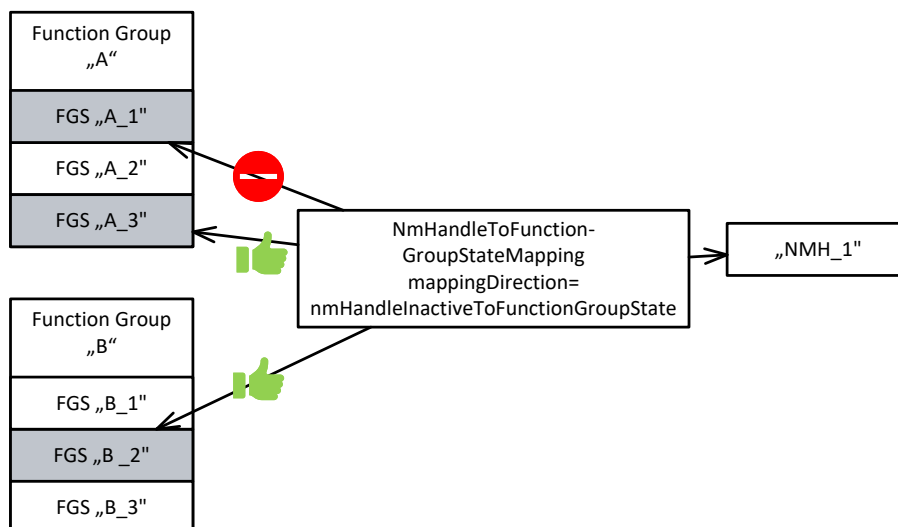 Function Group
„A“
FGS „A_1"
FGS „A_2"
FGS „A_3"
NmHandleToFunction-
GroupStateMapping
mappingDirection=
nmHandleInactiveToFunctionGroupState
„NMH_1"
Function Group
„B“
FGS „B_1"
FGS „B _2"
FGS „B_3"